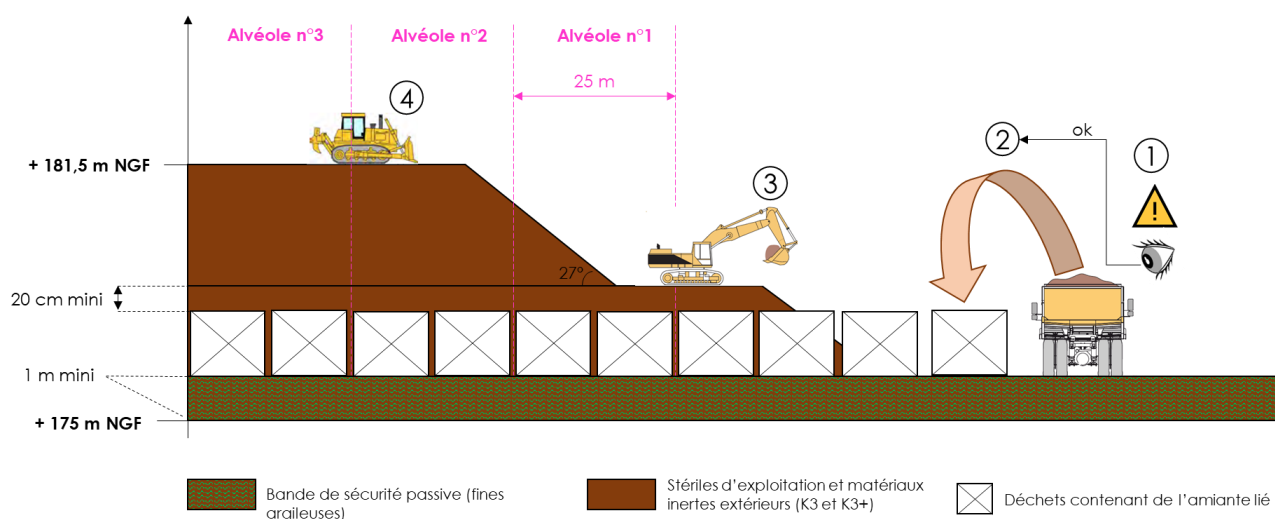 Alvéole n°3
Alvéole n°2
Alvéole n°1
25 m
4
2
ok
1
+ 181,5 m NGF
3
27°
20 cm mini
1 m mini
+ 175 m NGF
Bande de sécurité passive (fines
argileuses)
Stériles d'exploitation et matériaux
inertes extérieurs (K3 et K3+)
Déchets contenant de l'amiante lié